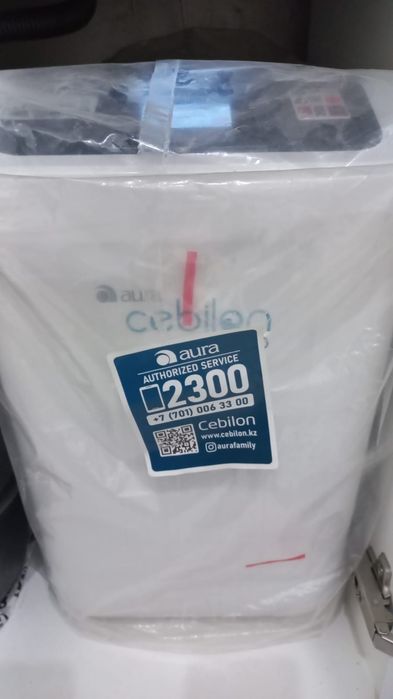 aura
cebilon
aura
AUTHORIZED SERVICE
2300
+7 (701) 006 33 00
Cebilon
www.cebilon.kz
aurafamily